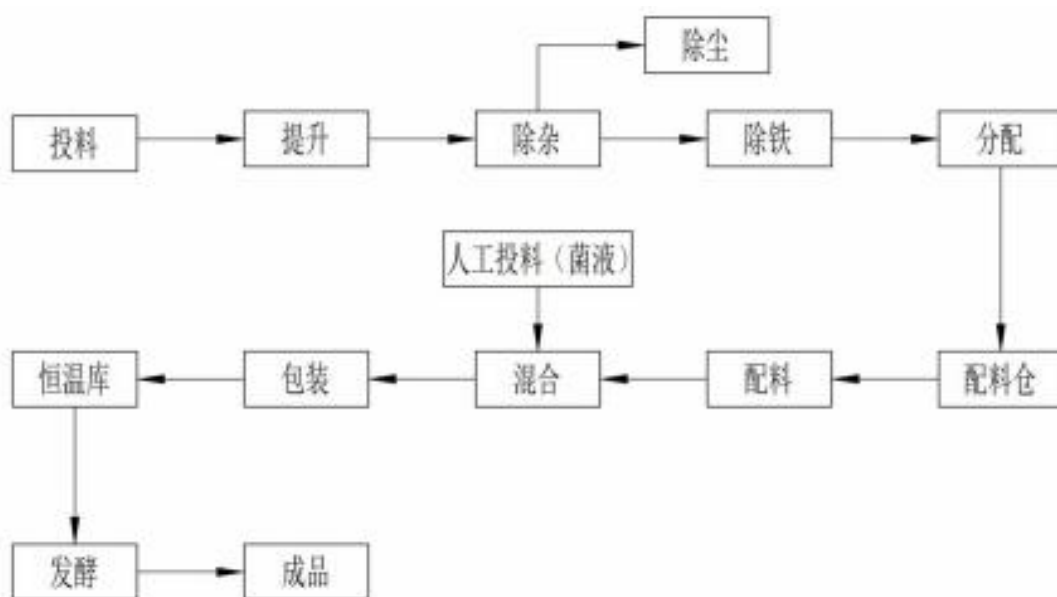 除尘
投料
提升
除杂
除铁
分配
人工投料（菌液）
恒温库
包装
混合
配料
配料仓
发酵
成品